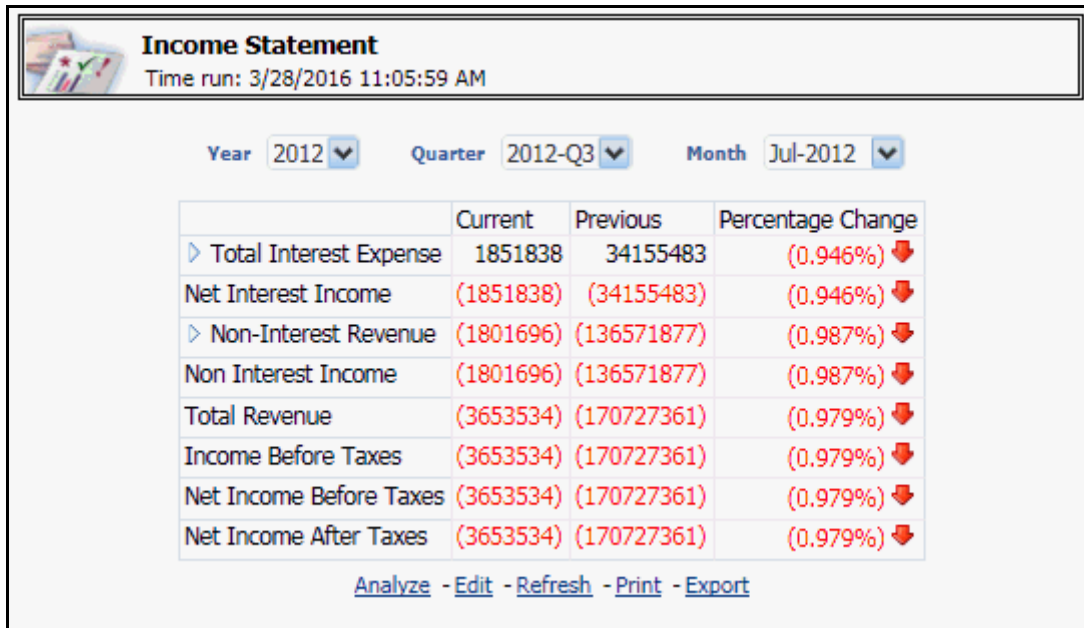 Income Statement
Time run: 3/28/2016 11:05:59 AM
Year 2012 Quarter 2012-Q3 Month Jul-2012
Current Previous Percentage Change
Total Interest Expense 1851838 34155483 (0.946%)
Net Interest Income (1851838) (34155483) (0.946%)
Non-Interest Revenue (1801696) (136571877) (0.987%)
Non Interest Income (1801696) (136571877) (0.987%)
Total Revenue (3653534) (170727361) (0.979%)
Income Before Taxes (3653534) (170727361) (0.979%)
Net Income Before Taxes (3653534) (170727361) (0.979%)
Net Income After Taxes (3653534) (170727361) (0.979%)
Analyze - Edit - Refresh - Print - Export